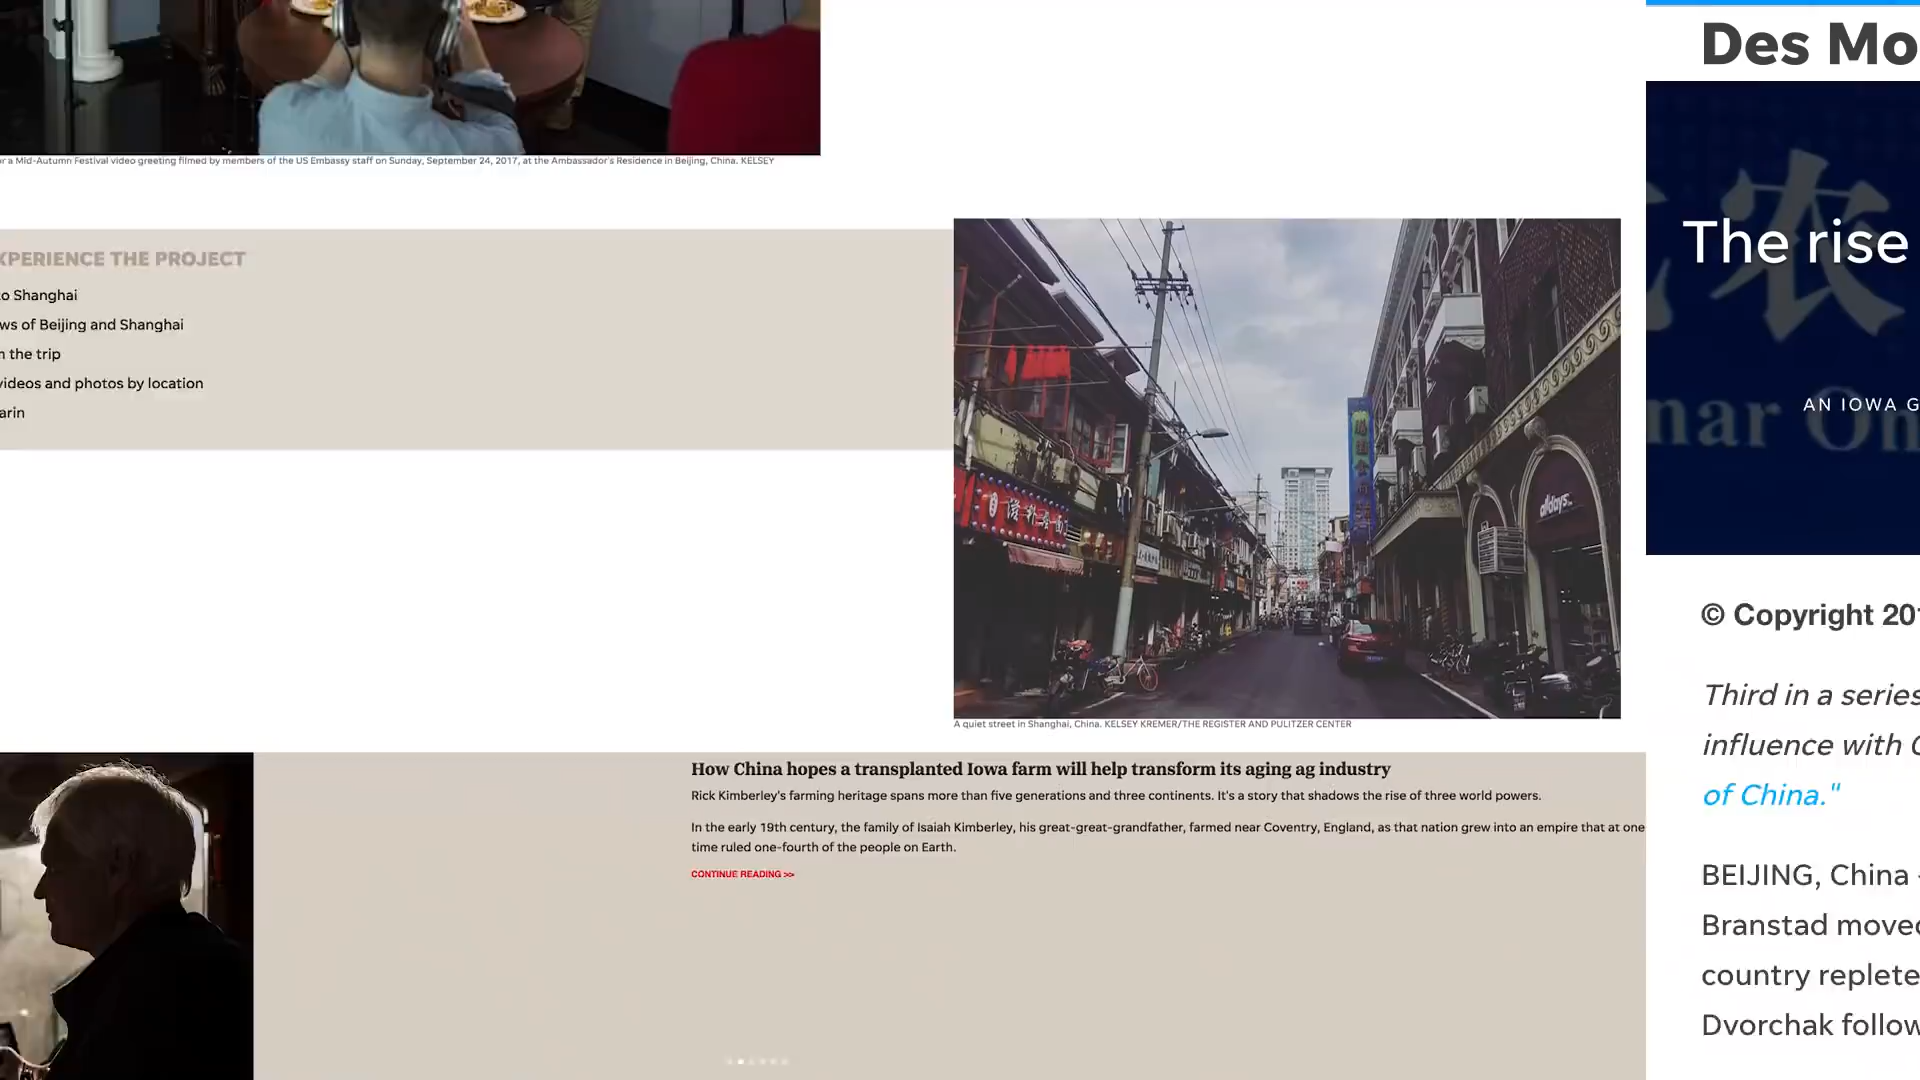 or a Mid-Autumn Festival video greeting filmed by members of the US Embassy staff on Sunday, September 24, 2017, at the Ambassador's Residence in Beijing, China. KELSEY
XPERIENCE THE PROJECT
to Shanghai
ws of Beijing and Shanghai
n the trip
videos and photos by location
arin
alldays
A quiet street in Shanghai, China. KELSEY KREMER/THE REGISTER AND PULITZER CENTER
How China hopes a transplanted Iowa farm will help transform its aging ag industry
Rick Kimberley's farming heritage spans more than five generations and three continents. It's a story that shadows the rise of three world powers.
In the early 19th century, the family of Isaiah Kimberley, his great-great-grandfather, farmed near Coventry, England, as that nation grew into an empire that at one
time ruled one-fourth of the people on Earth.
CONTINUE READING >>
Des Mo
农
The rise
AN IOWA G
nar On
© Copyright 201
Third in a series
influence with C
of China."
BEIJING, China -
Branstad moved
country replete
Dvorchak follow